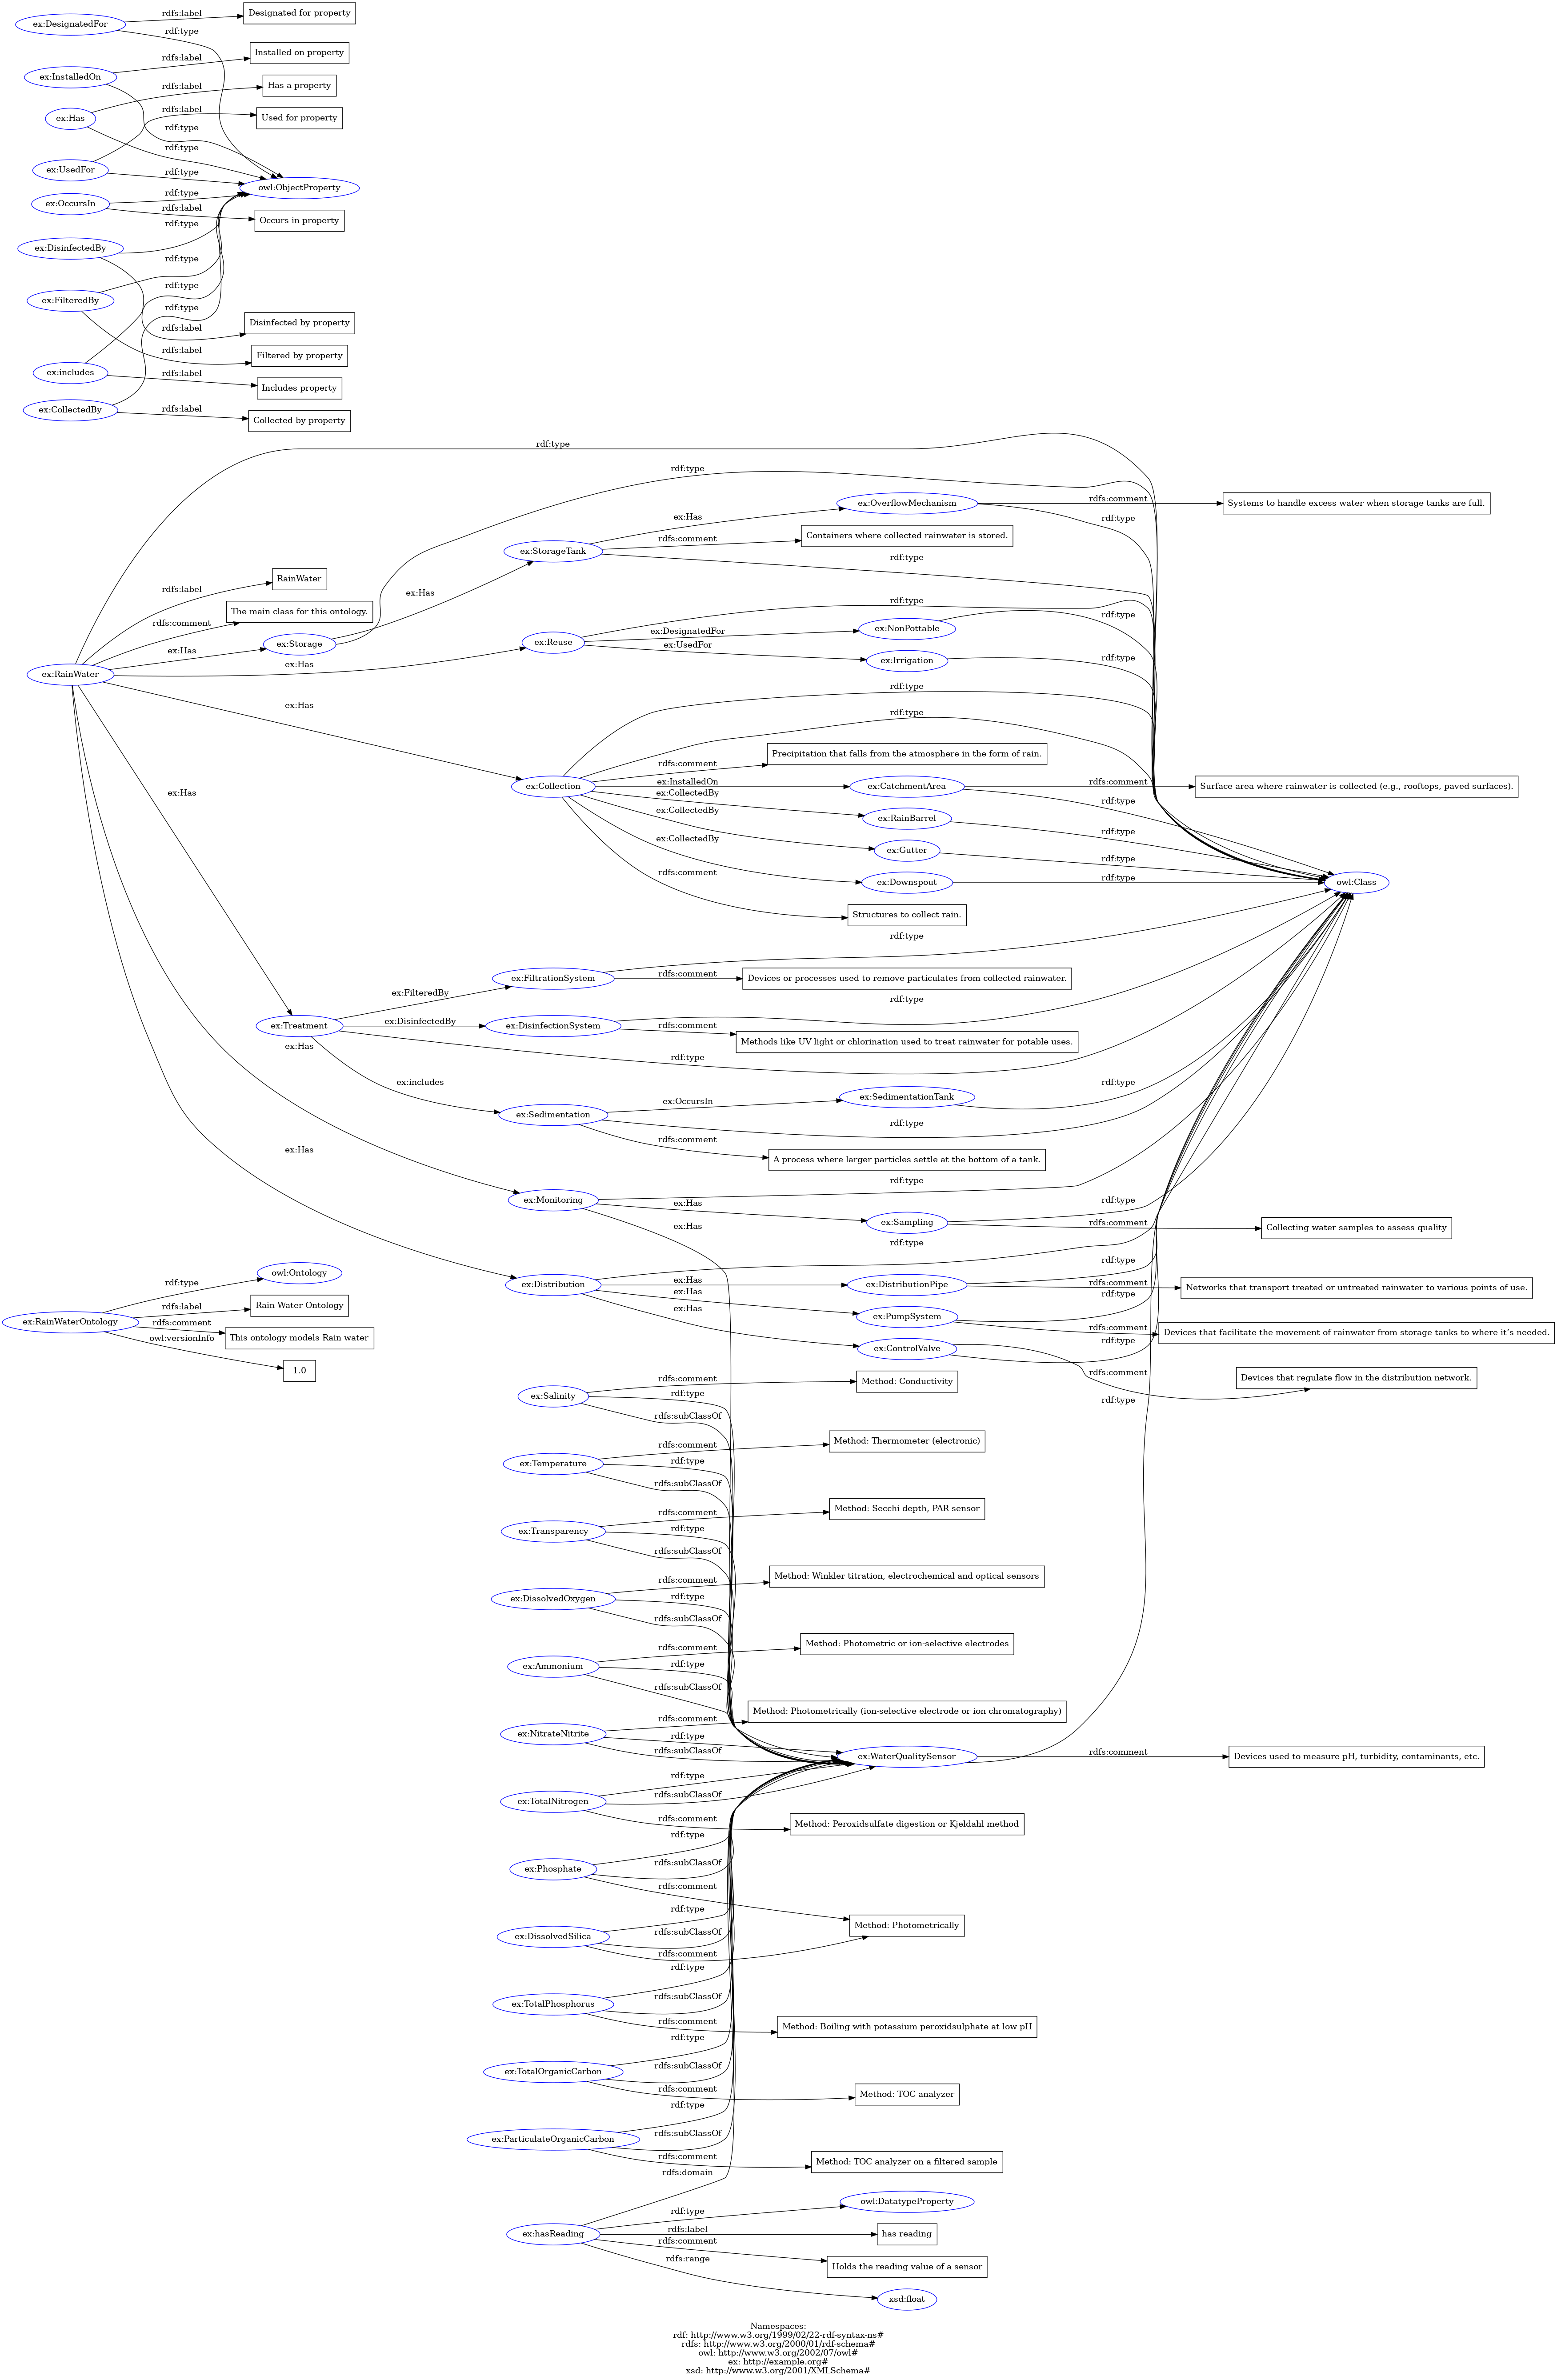 ex:DesignatedFor
rdfs:label
Designated for property
rdf:type
ex:InstalledOn
rdfs:label
Installed on property
rdf:type
ex:Has
rdfs:label
Has a property
rdf:type
ex:UsedFor
rdfs:label
Used for property
rdf:type
owl:ObjectProperty
ex:OccursIn
rdf:type
rdfs:label
Occurs in property
ex:DisinfectedBy
rdf:type
rdfs:label
Disinfected by property
ex:FilteredBy
rdf:type
rdfs:label
Filtered by property
ex:includes
rdf:type
rdfs:label
Includes property
ex:CollectedBy
rdf:type
rdfs:label
Collected by property
ex:RainWater
rdf:type
rdfs:label
RainWater
rdfs:comment
The main class for this ontology.
ex:Has
ex:Storage
rdf:type
ex:Has
ex:StorageTank
ex:Has
ex:OverflowMechanism
rdfs:comment
Systems to handle excess water when storage tanks are full.
rdf:type
rdfs:comment
Containers where collected rainwater is stored.
rdf:type
ex:Has
ex:Reuse
rdf:type
ex:DesignatedFor
ex:NonPottable
rdf:type
ex:UsedFor
ex:Irrigation
rdf:type
ex:Has
ex:Collection
rdf:type
rdf:type
rdfs:comment
Precipitation that falls from the atmosphere in the form of rain.
ex:InstalledOn
ex:CatchmentArea
rdfs:comment
Surface area where rainwater is collected (e.g., rooftops, paved surfaces).
rdf:type
ex:CollectedBy
ex:RainBarrel
rdf:type
ex:CollectedBy
ex:Gutter
rdf:type
ex:CollectedBy
ex:Downspout
rdf:type
owl:Class
rdfs:comment
Structures to collect rain.
ex:Has
ex:Treatment
ex:FilteredBy
ex:FiltrationSystem
rdf:type
rdfs:comment
Devices or processes used to remove particulates from collected rainwater.
ex:DisinfectedBy
ex:DisinfectionSystem
rdf:type
rdfs:comment
Methods like UV light or chlorination used to treat rainwater for potable uses.
rdf:type
ex:includes
ex:Sedimentation
ex:OccursIn
ex:SedimentationTank
rdf:type
rdf:type
rdfs:comment
A process where larger particles settle at the bottom of a tank.
ex:Has
ex:Monitoring
rdf:type
ex:Has
ex:Sampling
rdf:type
rdfs:comment
Collecting water samples to assess quality
ex:Has
ex:Has
ex:Distribution
rdf:type
ex:Has
ex:DistributionPipe
rdf:type
rdfs:comment
Networks that transport treated or untreated rainwater to various points of use.
ex:Has
ex:PumpSystem
rdf:type
rdfs:comment
Devices that facilitate the movement of rainwater from storage tanks to where it’s needed.
ex:Has
ex:ControlValve
rdf:type
rdfs:comment
Devices that regulate flow in the distribution network.
rdf:type
ex:RainWaterOntology
rdf:type
owl:Ontology
rdfs:label
Rain Water Ontology
rdfs:comment
This ontology models Rain water
owl:versionInfo
1.0
ex:Salinity
rdfs:comment
Method: Conductivity
rdf:type
rdfs:subClassOf
ex:Temperature
rdfs:comment
Method: Thermometer (electronic)
rdf:type
rdfs:subClassOf
ex:Transparency
rdfs:comment
Method: Secchi depth, PAR sensor
rdf:type
rdfs:subClassOf
ex:DissolvedOxygen
rdfs:comment
Method: Winkler titration, electrochemical and optical sensors
rdf:type
rdfs:subClassOf
ex:Ammonium
rdfs:comment
Method: Photometric or ion-selective electrodes
rdf:type
rdfs:subClassOf
ex:NitrateNitrite
rdfs:comment
Method: Photometrically (ion-selective electrode or ion chromatography)
rdf:type
rdfs:subClassOf
ex:WaterQualitySensor
rdfs:comment
Devices used to measure pH, turbidity, contaminants, etc.
ex:TotalNitrogen
rdf:type
rdfs:subClassOf
rdfs:comment
Method: Peroxidsulfate digestion or Kjeldahl method
ex:Phosphate
rdf:type
rdfs:subClassOf
rdfs:comment
Method: Photometrically
ex:DissolvedSilica
rdf:type
rdfs:subClassOf
rdfs:comment
ex:TotalPhosphorus
rdf:type
rdfs:subClassOf
rdfs:comment
Method: Boiling with potassium peroxidsulphate at low pH
ex:TotalOrganicCarbon
rdf:type
rdfs:subClassOf
rdfs:comment
Method: TOC analyzer
ex:ParticulateOrganicCarbon
rdf:type
rdfs:subClassOf
rdfs:comment
Method: TOC analyzer on a filtered sample
ex:hasReading
rdfs:domain
rdf:type
owl:DatatypeProperty
rdfs:label
has reading
rdfs:comment
Holds the reading value of a sensor
rdfs:range
xsd:float
Namespaces:
rdf: http://www.w3.org/1999/02/22-rdf-syntax-ns#
rdfs: http://www.w3.org/2000/01/rdf-schema#
owl: http://www.w3.org/2002/07/owl#
ex: http://example.org#
xsd: http://www.w3.org/2001/XMLSchema#